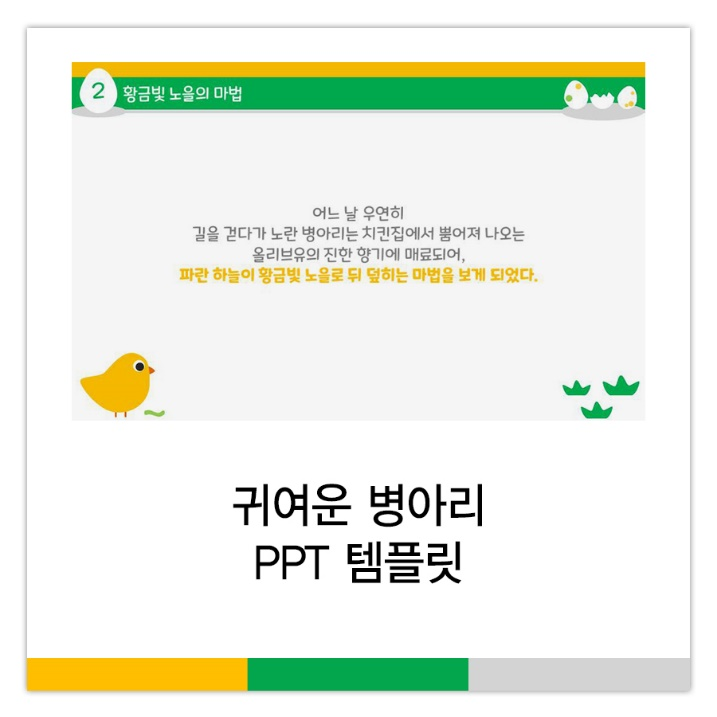 2 황금빛 노을의 마법
어느 날 우연히
길을 걷다가 노란 병아리는 치킨집에서 뿜어져 나오는
올리브유의 진한 향기에 매료되어,
파란 하늘이 황금빛 노을로 뒤 덮히는 마법을 보게 되었다.
귀여운 병아리
PPT 템플릿